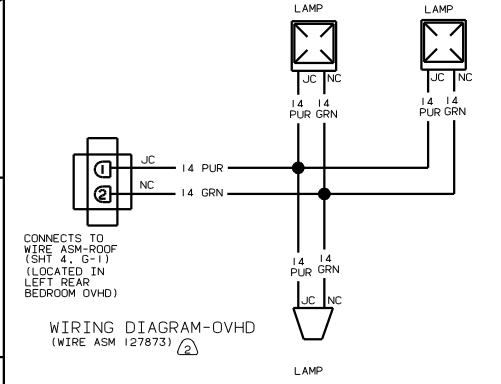 LAMP
LAMP
JC NC
JC NC
14 14
PUR GRN
14 14
PUR GRN
1
JC
14 PUR
2
NC
14 GRN
CONNECTS TO
WIRE ASM-ROOF
(SHT 4, G-1)
(LOCATED IN
LEFT REAR
BEDROOM OVHD)
14 14
PUR GRN
JC NC
WIRING DIAGRAM-OVHD
(WIRE ASM 127873) 2
LAMP